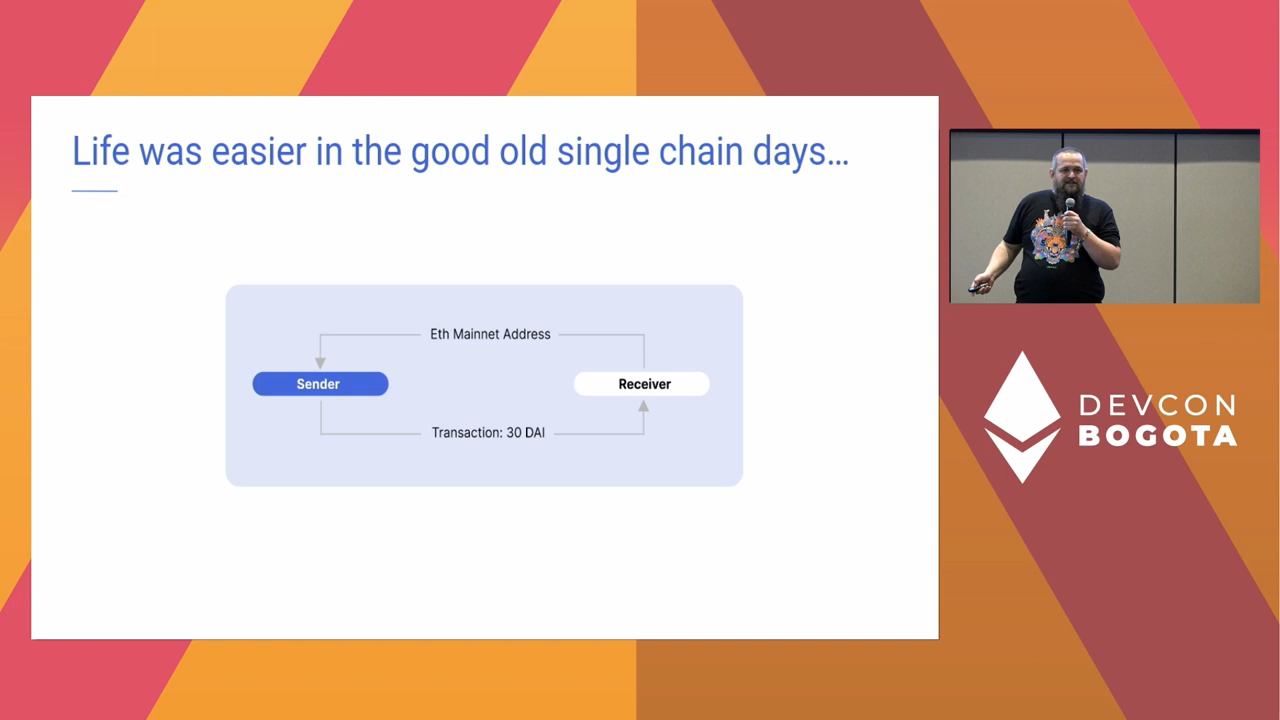 Life was easier in the good old single chain days...
Eth Mainnet Address
Sender
Receiver
Transaction: 30 DAI
DEVCON
BOGOTA